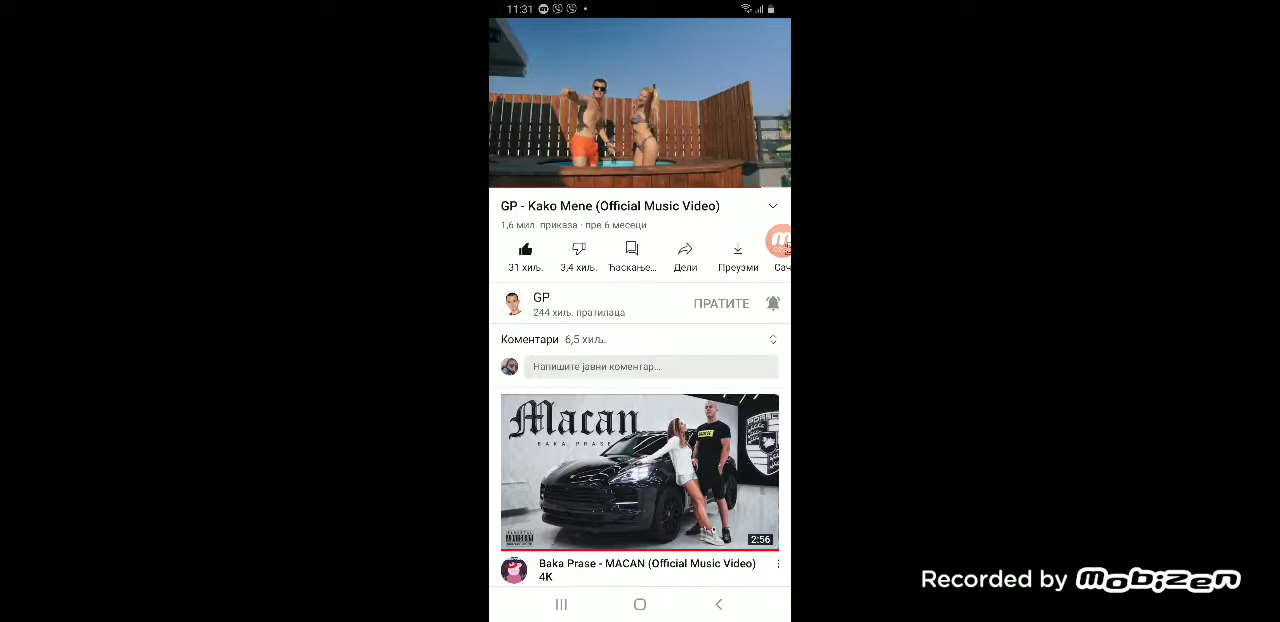 11:31
GP - Kako Mene (Official Music Video)
1,6 мил. приказа · пре 6 месеци
31 хиљ. 3,4 хиљ. Ћаскање... Дели Преузми Сач
GP
244 хиљ. пратилаца
ПРАТИТЕ
Коментари 6,5 хиљ.
Напишите јавни коментар...
Macan
BAKA PRASE
2:56
Baka Prase - MACAN (Official Music Video)
4K
Recorded by mobizen